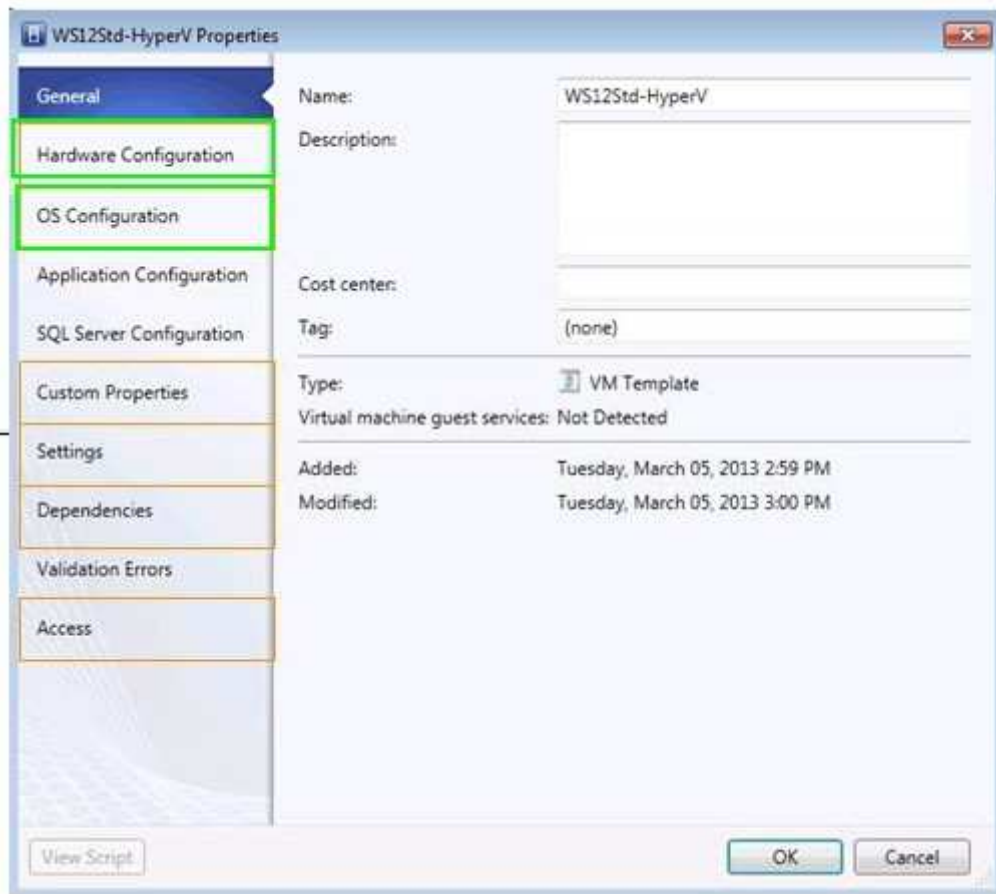 WS12Std-HyperV Properties
General
Hardware Configuration
OS Configuration
Application Configuration
SQL Server Configuration
Custom Properties
Settings
Dependencies
Validation Errors
Access
Name: WS12Std-HyperV
Description:
Cost center:
Tag: (none)
Type: VM Template
Virtual machine guest services: Not Detected
Added: Tuesday, March 05, 2013 2:59 PM
Modified: Tuesday, March 05, 2013 3:00 PM
View Script
OK
Cancel